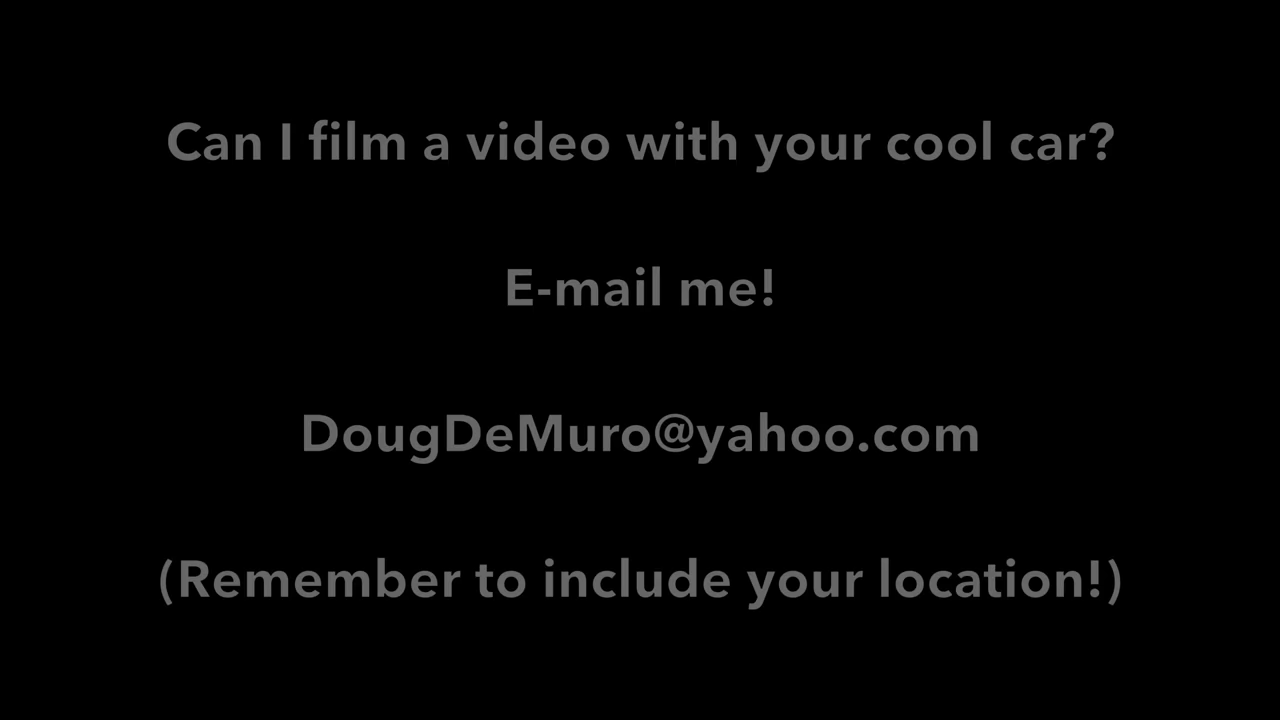 Can I film a video with your cool car?
E-mail me!
DougDeMuro@yahoo.com
(Remember to include your location!)